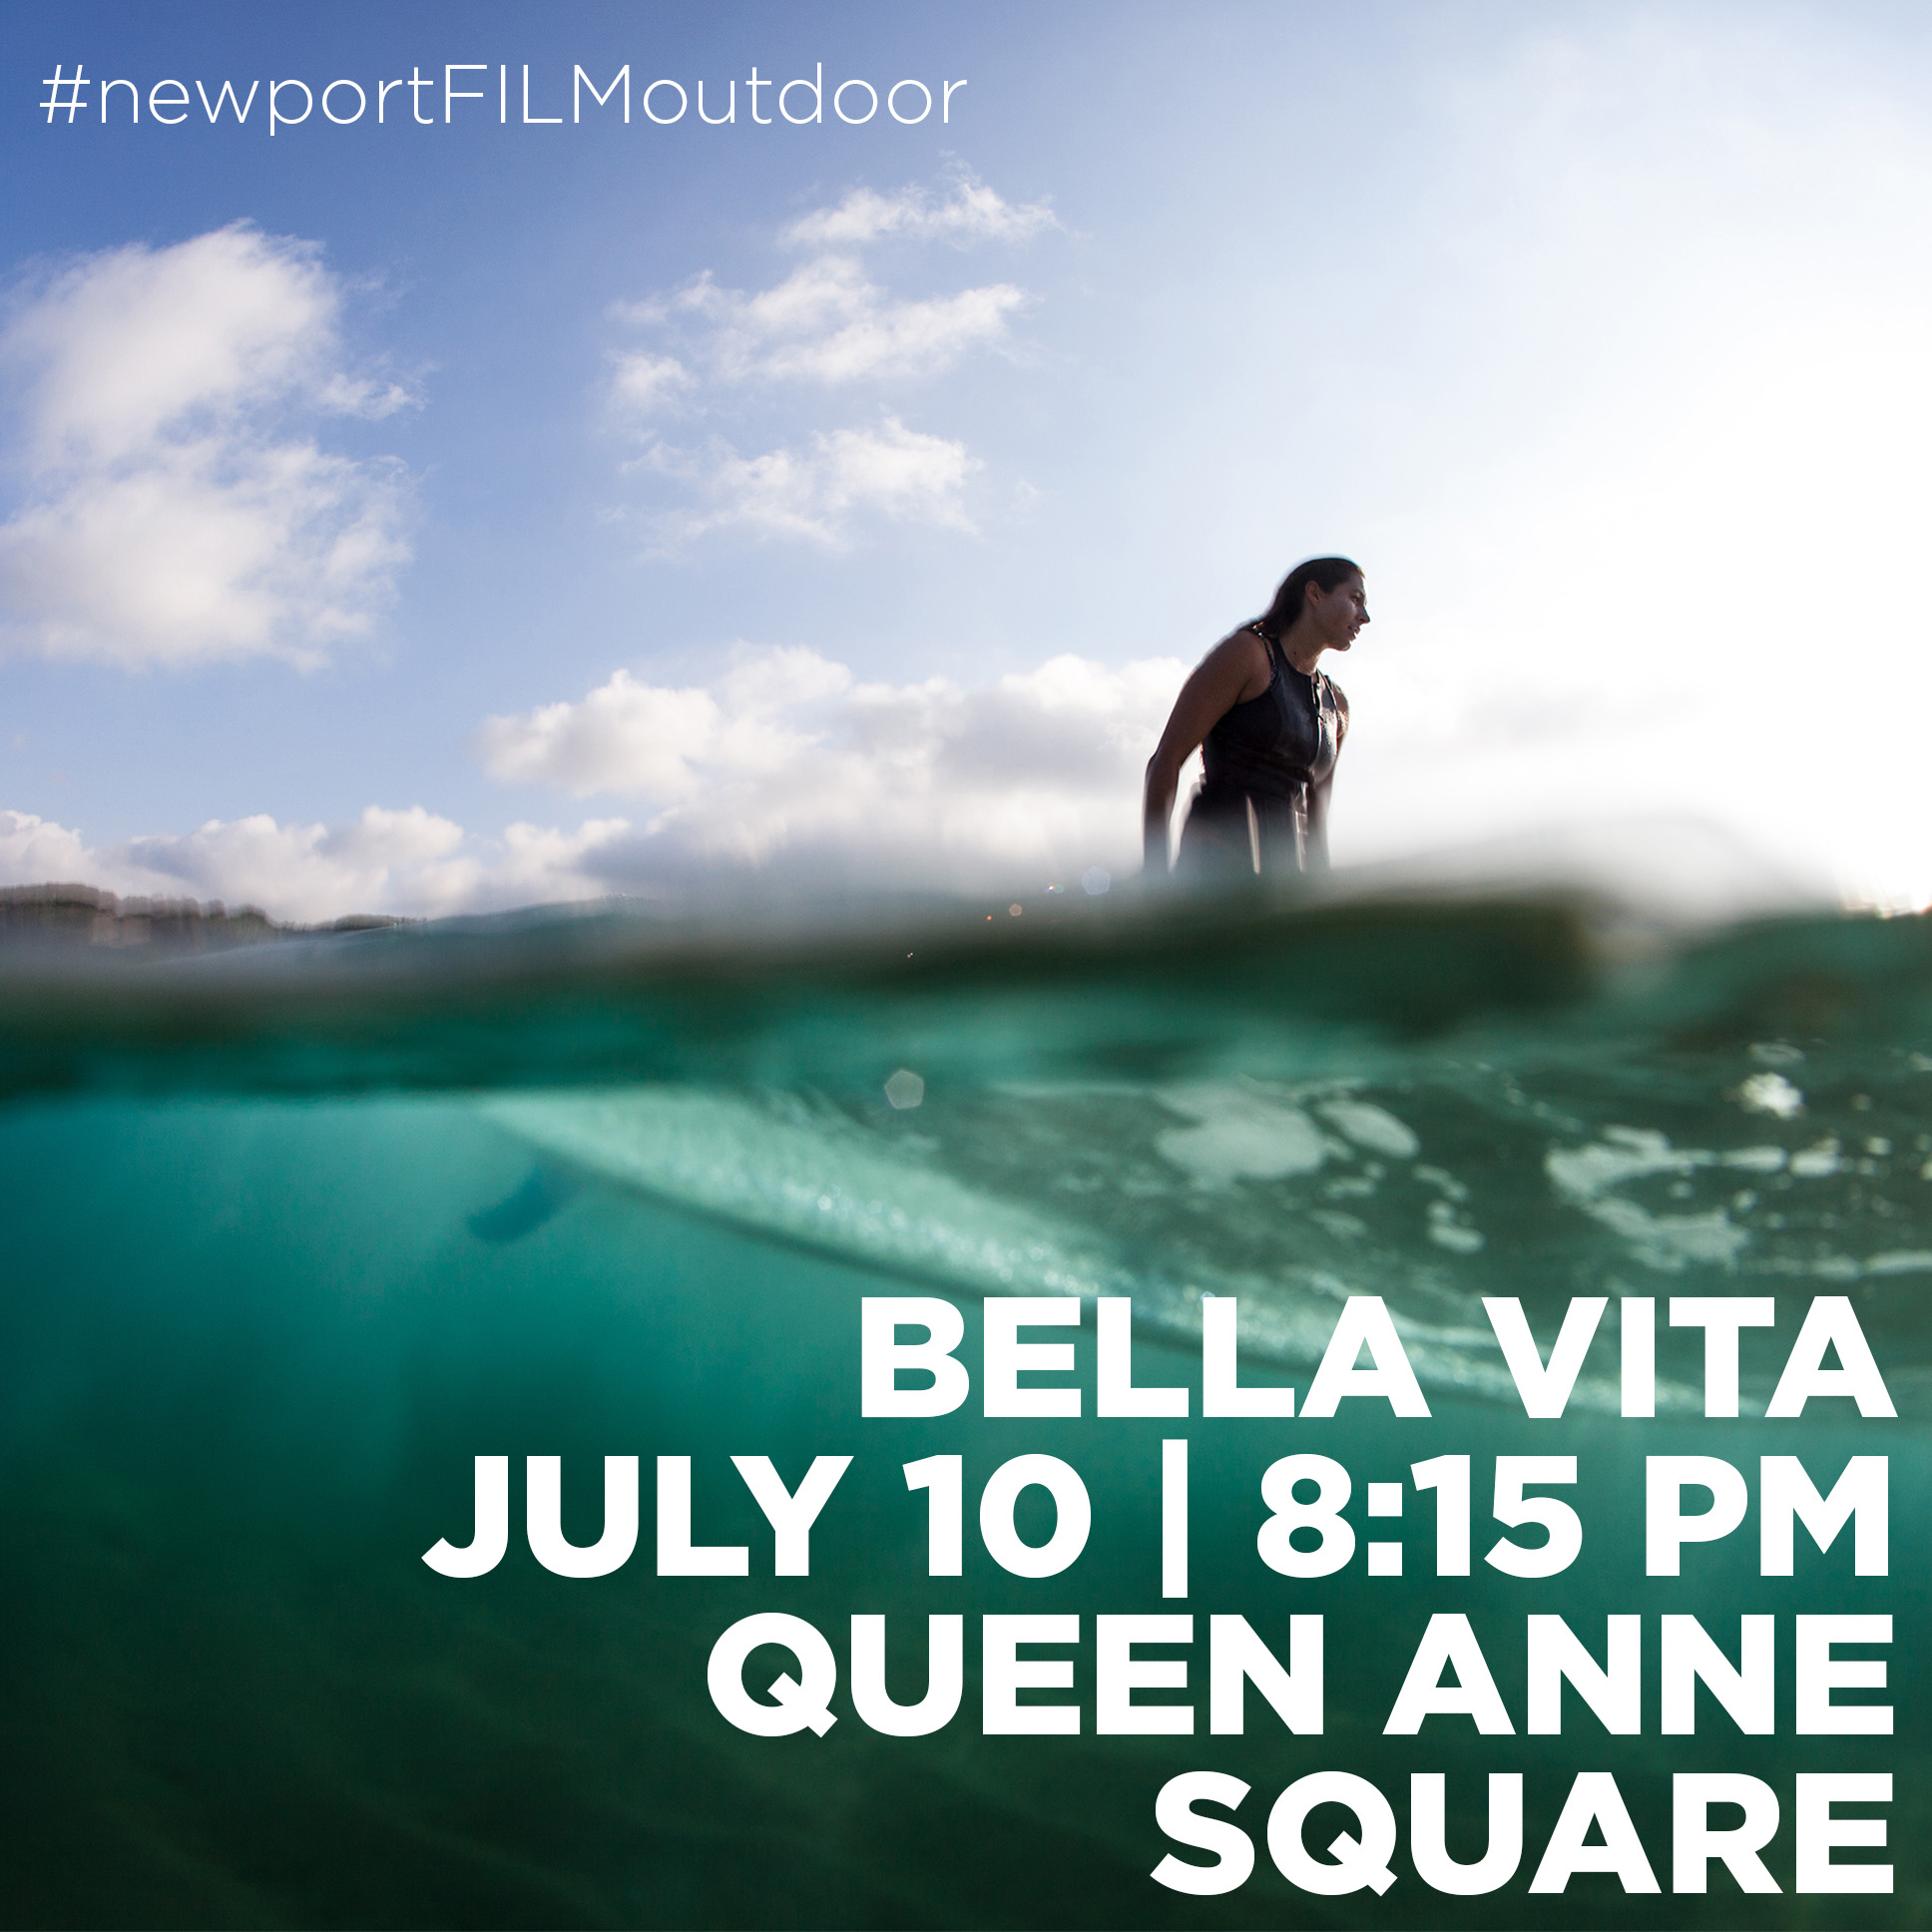 #newportFILMoutdoor
BELLA VITA
JULY 10 | 8:15 PM
QUEEN ANNE
SQUARE